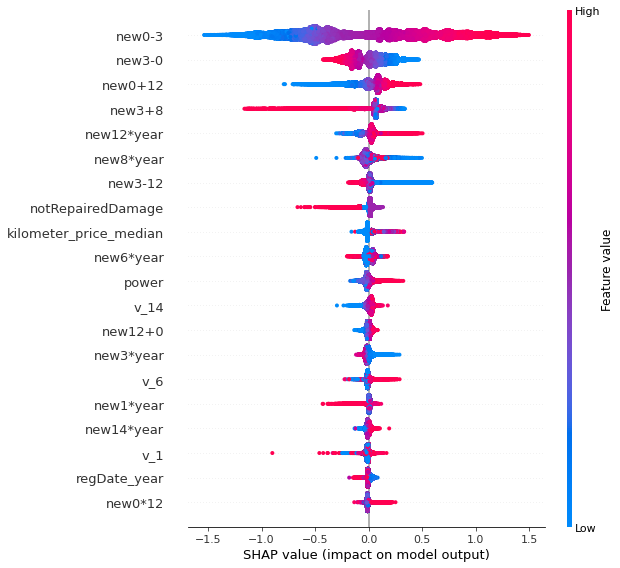 High
new0-3
new3-0
new0+12
new3+8
new12*year
new8*year
new3-12
notRepairedDamage
kilometer_price_median
new6*year
power
v_14
new12+0
new3*year
v_6
new1*year
new14*year
v_1
regDate_year
new0*12
Feature value
Low
−1.5 −1.0 −0.5 0.0 0.5 1.0 1.5
SHAP value (impact on model output)